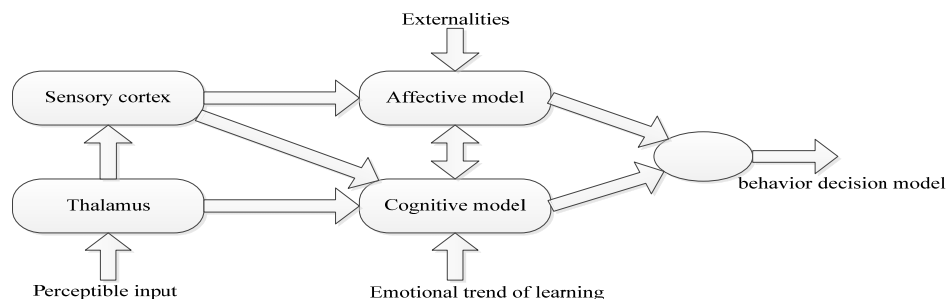 Externalities
Sensory cortex
Affective model
behavior decision model
Thalamus
Cognitive model
Perceptible input
Emotional trend of learning